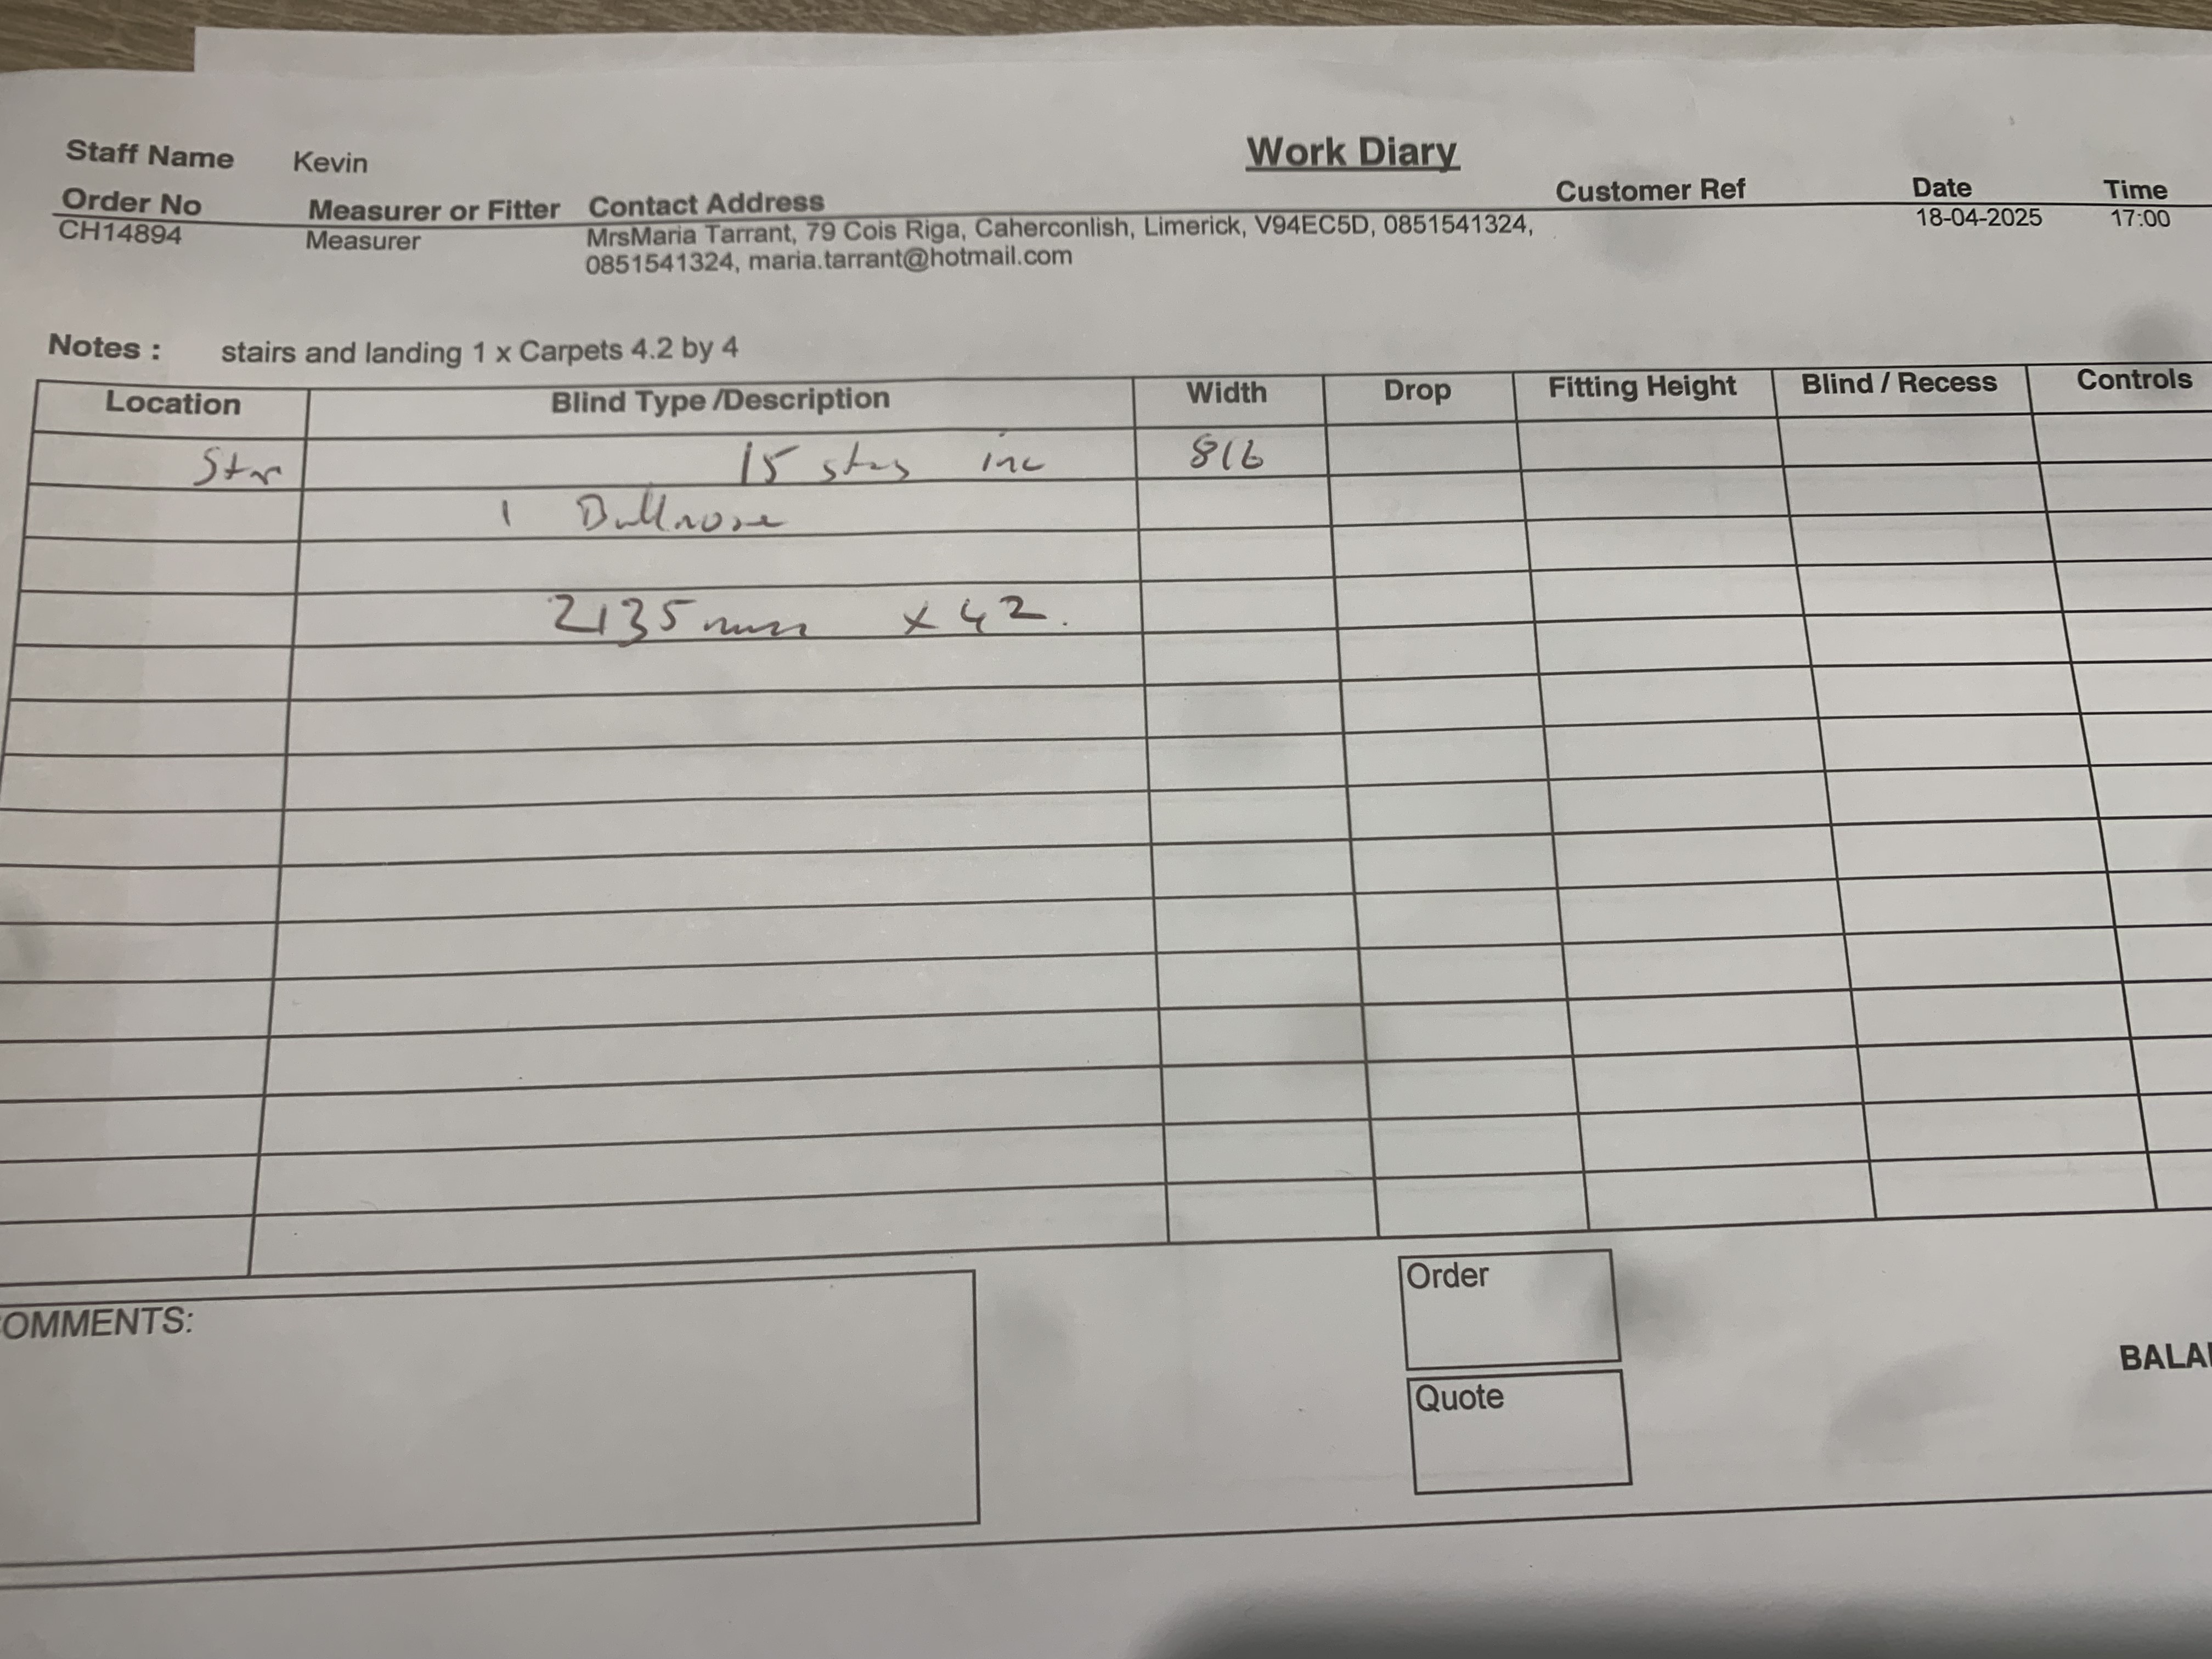 Work Diary
Staff Name Kevin
Order No Measurer or Fitter Contact Address Customer Ref Date Time
CH14894 Measurer MrsMaria Tarrant, 79 Cois Riga, Caherconlish, Limerick, V94EC5D, 0851541324, 18-04-2025 17:00
0851541324, maria.tarrant@hotmail.com
Notes : stairs and landing 1 x Carpets 4.2 by 4
Location Blind Type /Description Width Drop Fitting Height Blind / Recess Controls
15 inc 816
1 Bullnose
2135mm x 42.
OMMENTS:
Order
Quote
BALA